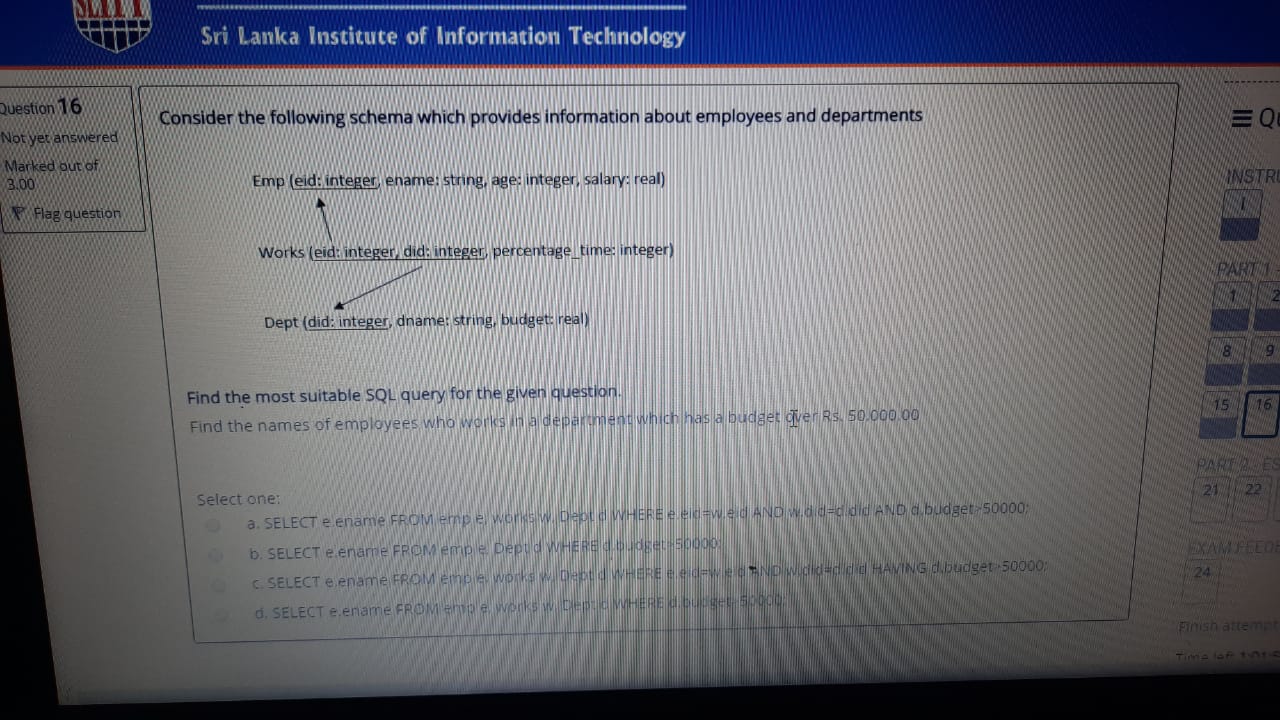 SLIIT
Sri Lanka Institute of Information Technology
Question 16
Not yet answered
Marked out of
3.00
Flag question
Consider the following schema which provides information about employees and departments
Emp (eid: integer, ename: string, age: integer, salary: real)
Works (eid: integer, did: integer, percentage_time: integer)
Dept (did: integer, dname: string, budget: real)
Find the most suitable SQL query for the given question.
Find the names of employees who works in a department which has a budget over Rs. 50,000.00
Select one:
a. SELECT e.ename FROM emp e, works w, Dept d WHERE e.eid=w.eid AND w.did=d.did AND d.budget>50000;
b. SELECT e.ename FROM emp e, Dept d WHERE d.budget>50000;
c. SELECT e.ename FROM emp e, works w, Dept d WHERE e.eid=w.eid AND w.did=d.did HAVING d.budget>50000;
d. SELECT e.ename FROM emp e, works w, Dept d WHERE d.budget>50000;
INSTRU
i
PART 1
1 2
8 9
15 16
PART 2 ES
21 22
EXAM FEEDB
24
Finish attempt
Time left